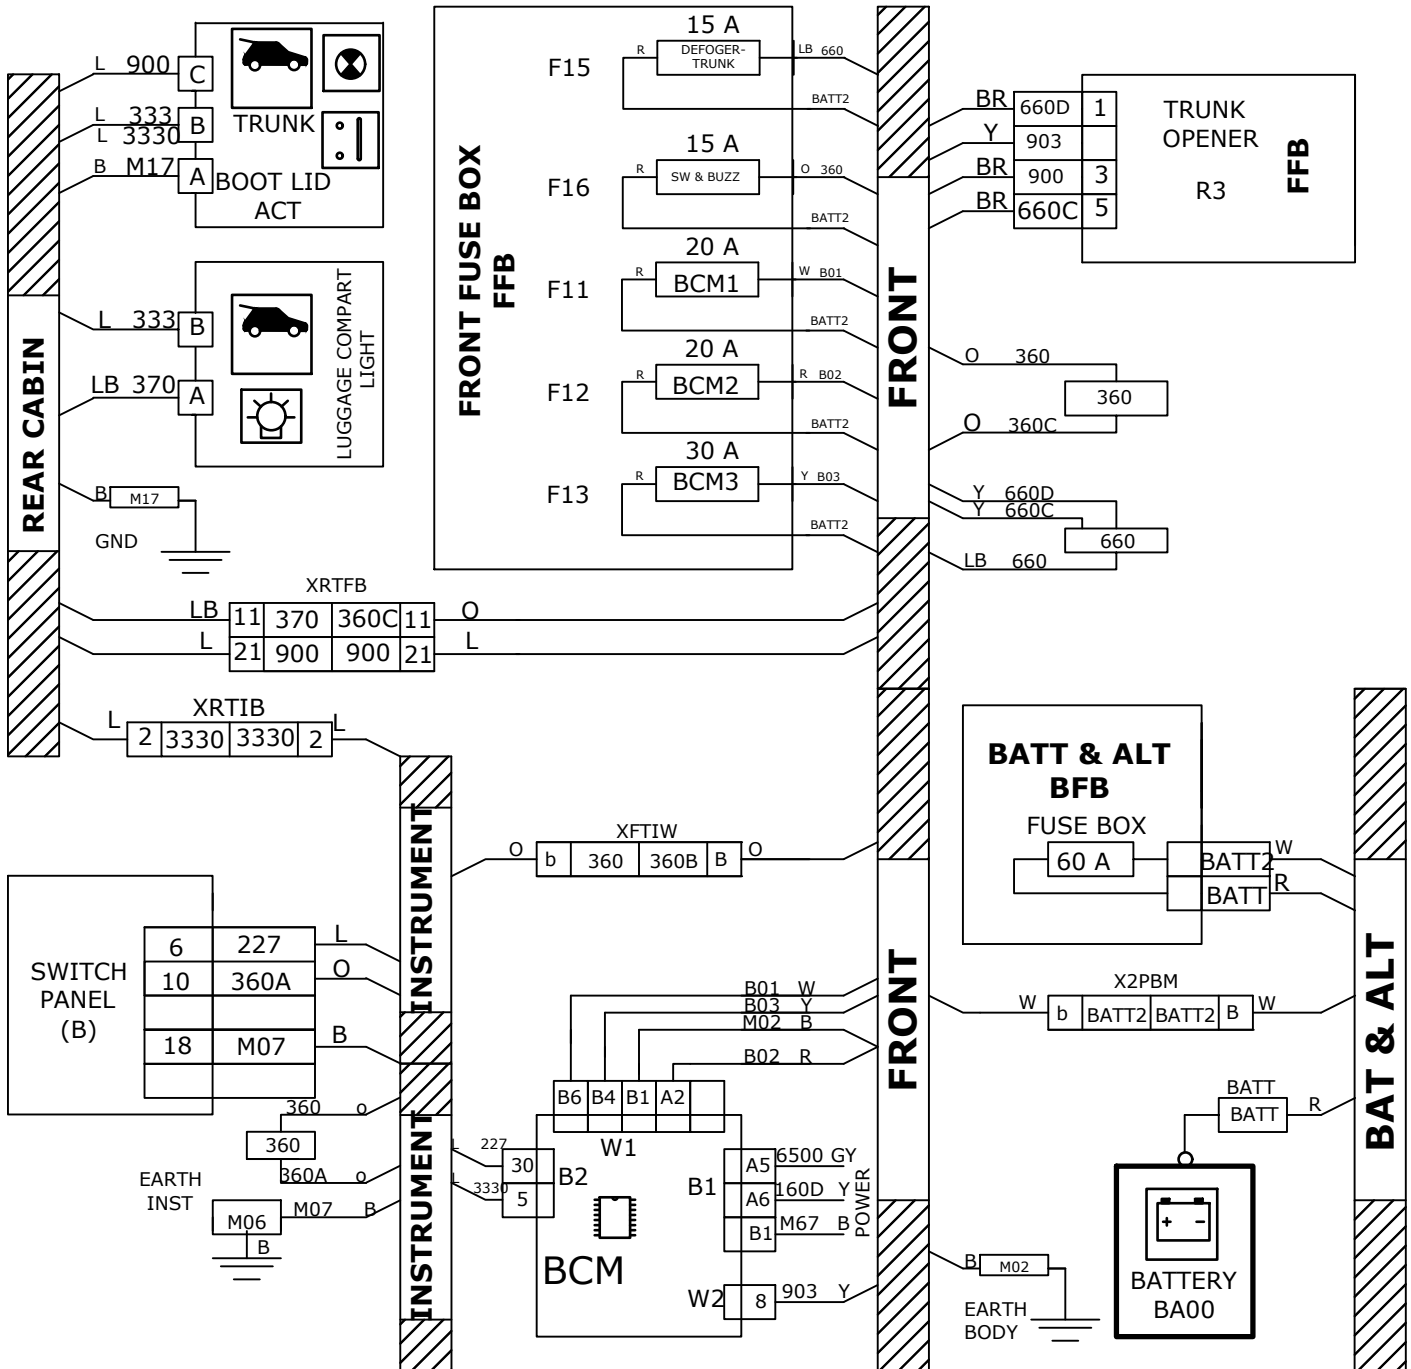 L 900 C
L 333 B
L 3330
B M17 A
TRUNK
BOOT LID
ACT
L 333 B
LB 370 A
LUGGAGE COMPART
LIGHT
REAR CABIN
B M17
GND
FRONT FUSE BOX
FFB
15 A
F15 R DEFOGER-
TRUNK
LB 660
BATT2
15 A
F16 R SW & BUZZ O 360
BATT2
20 A
F11 R BCM1 W B01
BATT2
20 A
F12 R BCM2 R B02
BATT2
30 A
F13 R BCM3 Y B03
BATT2
FRONT
BR 660D 1
Y 903
BR 900 3
BR 660C 5
TRUNK
OPENER
R3
FFB
O 360
360
O 360C
Y 660D
Y 660C
660
LB 660
XRTFB
LB 11 370 360C 11 O
L 21 900 900 21 L
XRTIB
L 2 3330 3330 2 L
INSTRUMENT
XFTIW
O b 360 360B B O
BATT & ALT
BFB
FUSE BOX
60 A BATT2 W
BATT R
SWITCH
PANEL
(B)
6 227 L
10 360A O
18 M07 B
360 o
360
360A o
EARTH
INST
M06 M07 B
B
INSTRUMENT
B01 W
B03 Y
M02 B
B02 R
B6 B4 B1 A2
W1
L 227 30
L 3330 5
B2
B1
A5 6500 GY
A6 160D Y
B1 M67 B
POWER
BCM
W2 8 903 Y
FRONT
X2PBM
W b BATT2 BATT2 B W
BATT
BATT R
BAT & ALT
+ −
BATTERY
BA00
B M02
EARTH
BODY